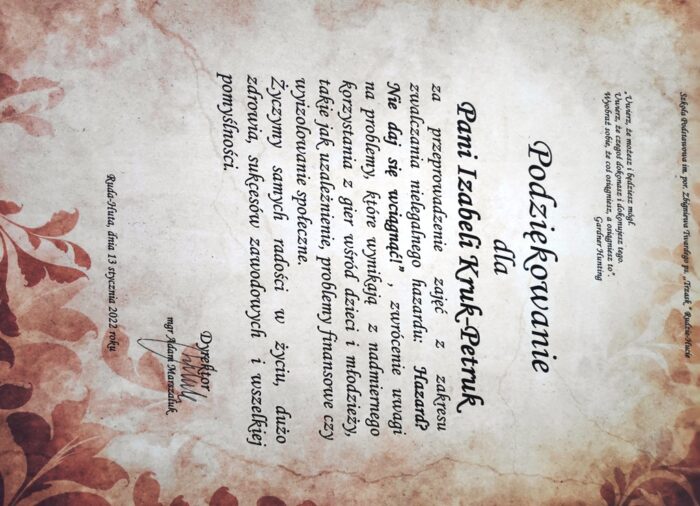 Szkoła Podstawowa im. por. Zbigniewa Twardego ps. „Trzask” Rudzie-Hucie
„Uwierz, że możesz i będziesz mógł.
Uwierz, że czegoś dokonasz i dokonujesz tego.
Wyobraź sobie, że coś osiągniesz, a osiągniesz to”.
Gardner Hunting
Podziękowanie
dla
Pani Izabeli Kruk-Petruk
za przeprowadzenie zajęć z zakresu
zwalczania nielegalnego hazardu: Hazard?
Nie daj się wciągnąć!” , zwrócenie uwagi
na problemy, które wynikają z nadmiernego
korzystania z gier wśród dzieci i młodzieży,
takie jak uzależnienie, problemy finansowe czy
wyizolowanie społeczne.
Życzymy samych radości w życiu, dużo
zdrowia, sukcesów zawodowych i wszelkiej
pomyślności.
Dyrektor
mgr Adam Marszaluk
Ruda-Huta, dnia 13 stycznia 2022 roku